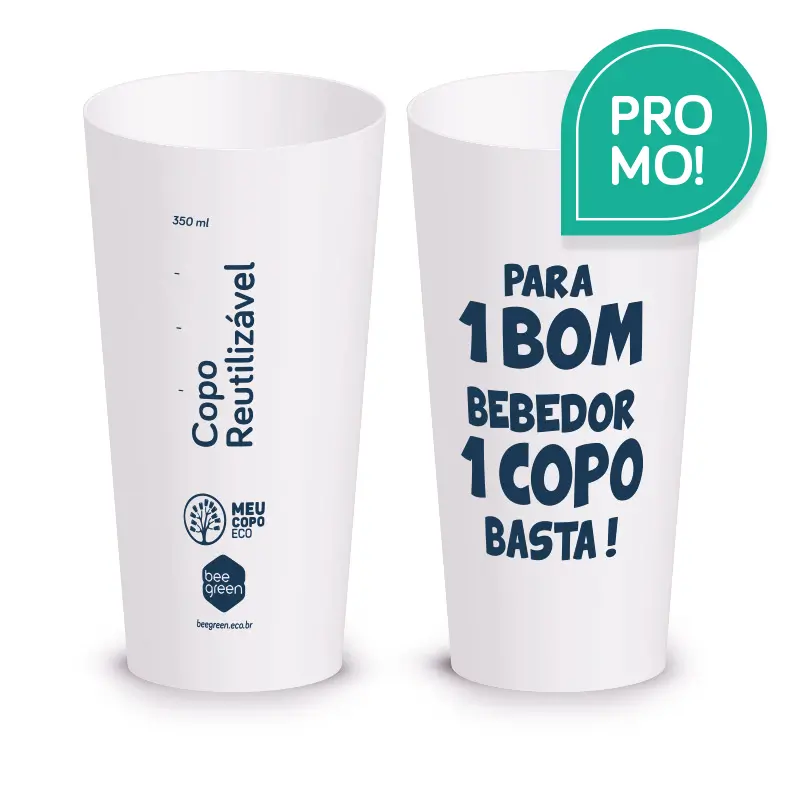 350 ml
Copo
Reutilizável
MEU
COPO
ECO
bee
green
beegreen.eco.br
PRO
MO!
PARA
1 BOM
BEBEDOR
1 COPO
BASTA !